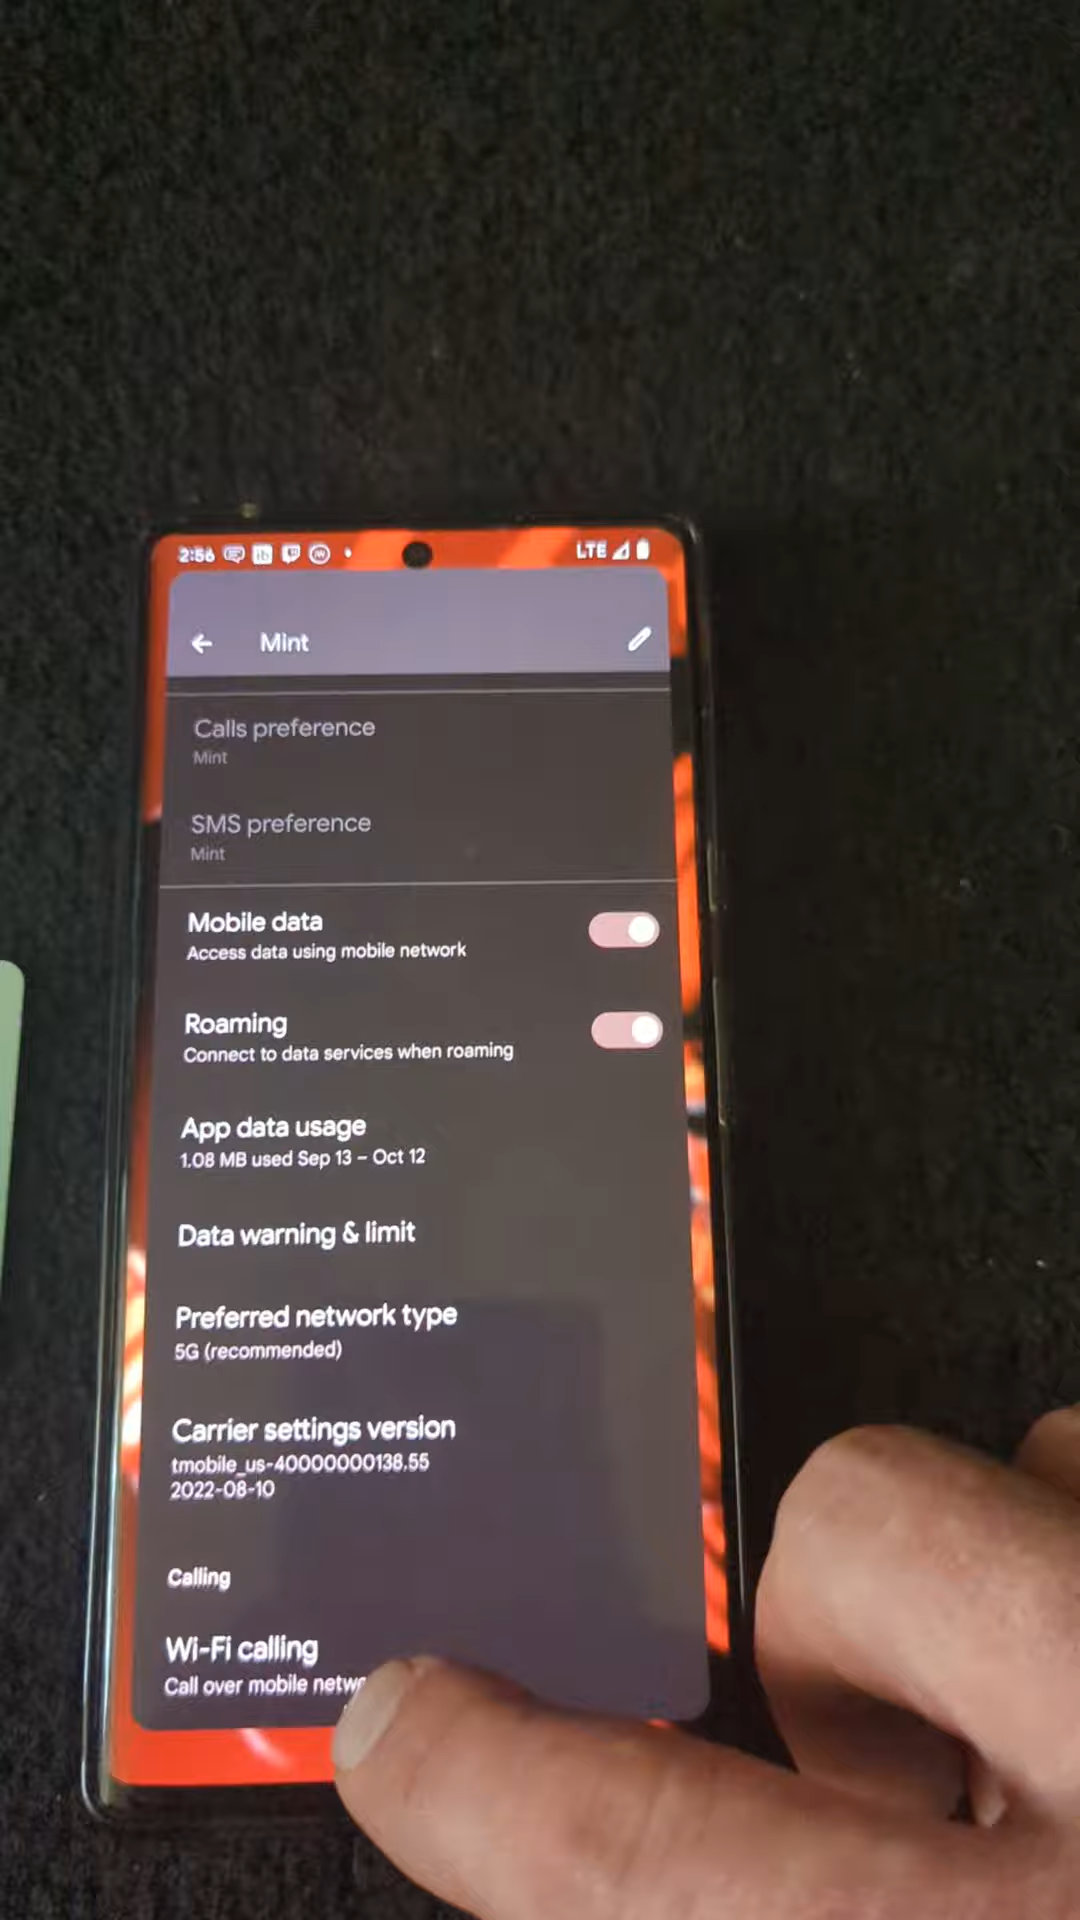 2:56
LTE
Mint
Calls preference
Mint
SMS preference
Mint
Mobile data
Access data using mobile network
Roaming
Connect to data services when roaming
App data usage
1.08 MB used Sep 13 – Oct 12
Data warning & limit
Preferred network type
5G (recommended)
Carrier settings version
tmobile_us-40000000138.55
2022-08-10
Calling
Wi-Fi calling
Call over mobile